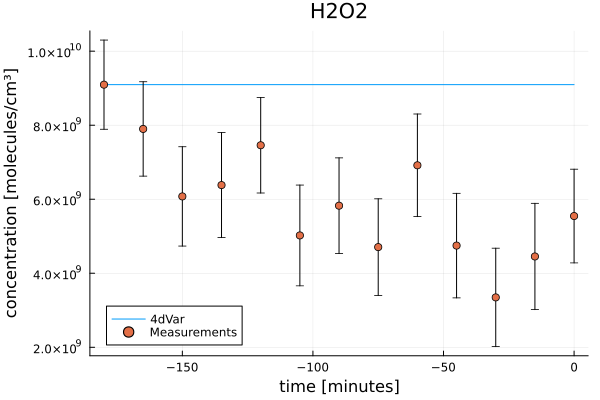 H2O2
concentration [molecules/cm³]
1.0×10¹⁰
8.0×10⁹
6.0×10⁹
4.0×10⁹
2.0×10⁹
4dVar
Measurements
−150 −100 −50 0
time [minutes]